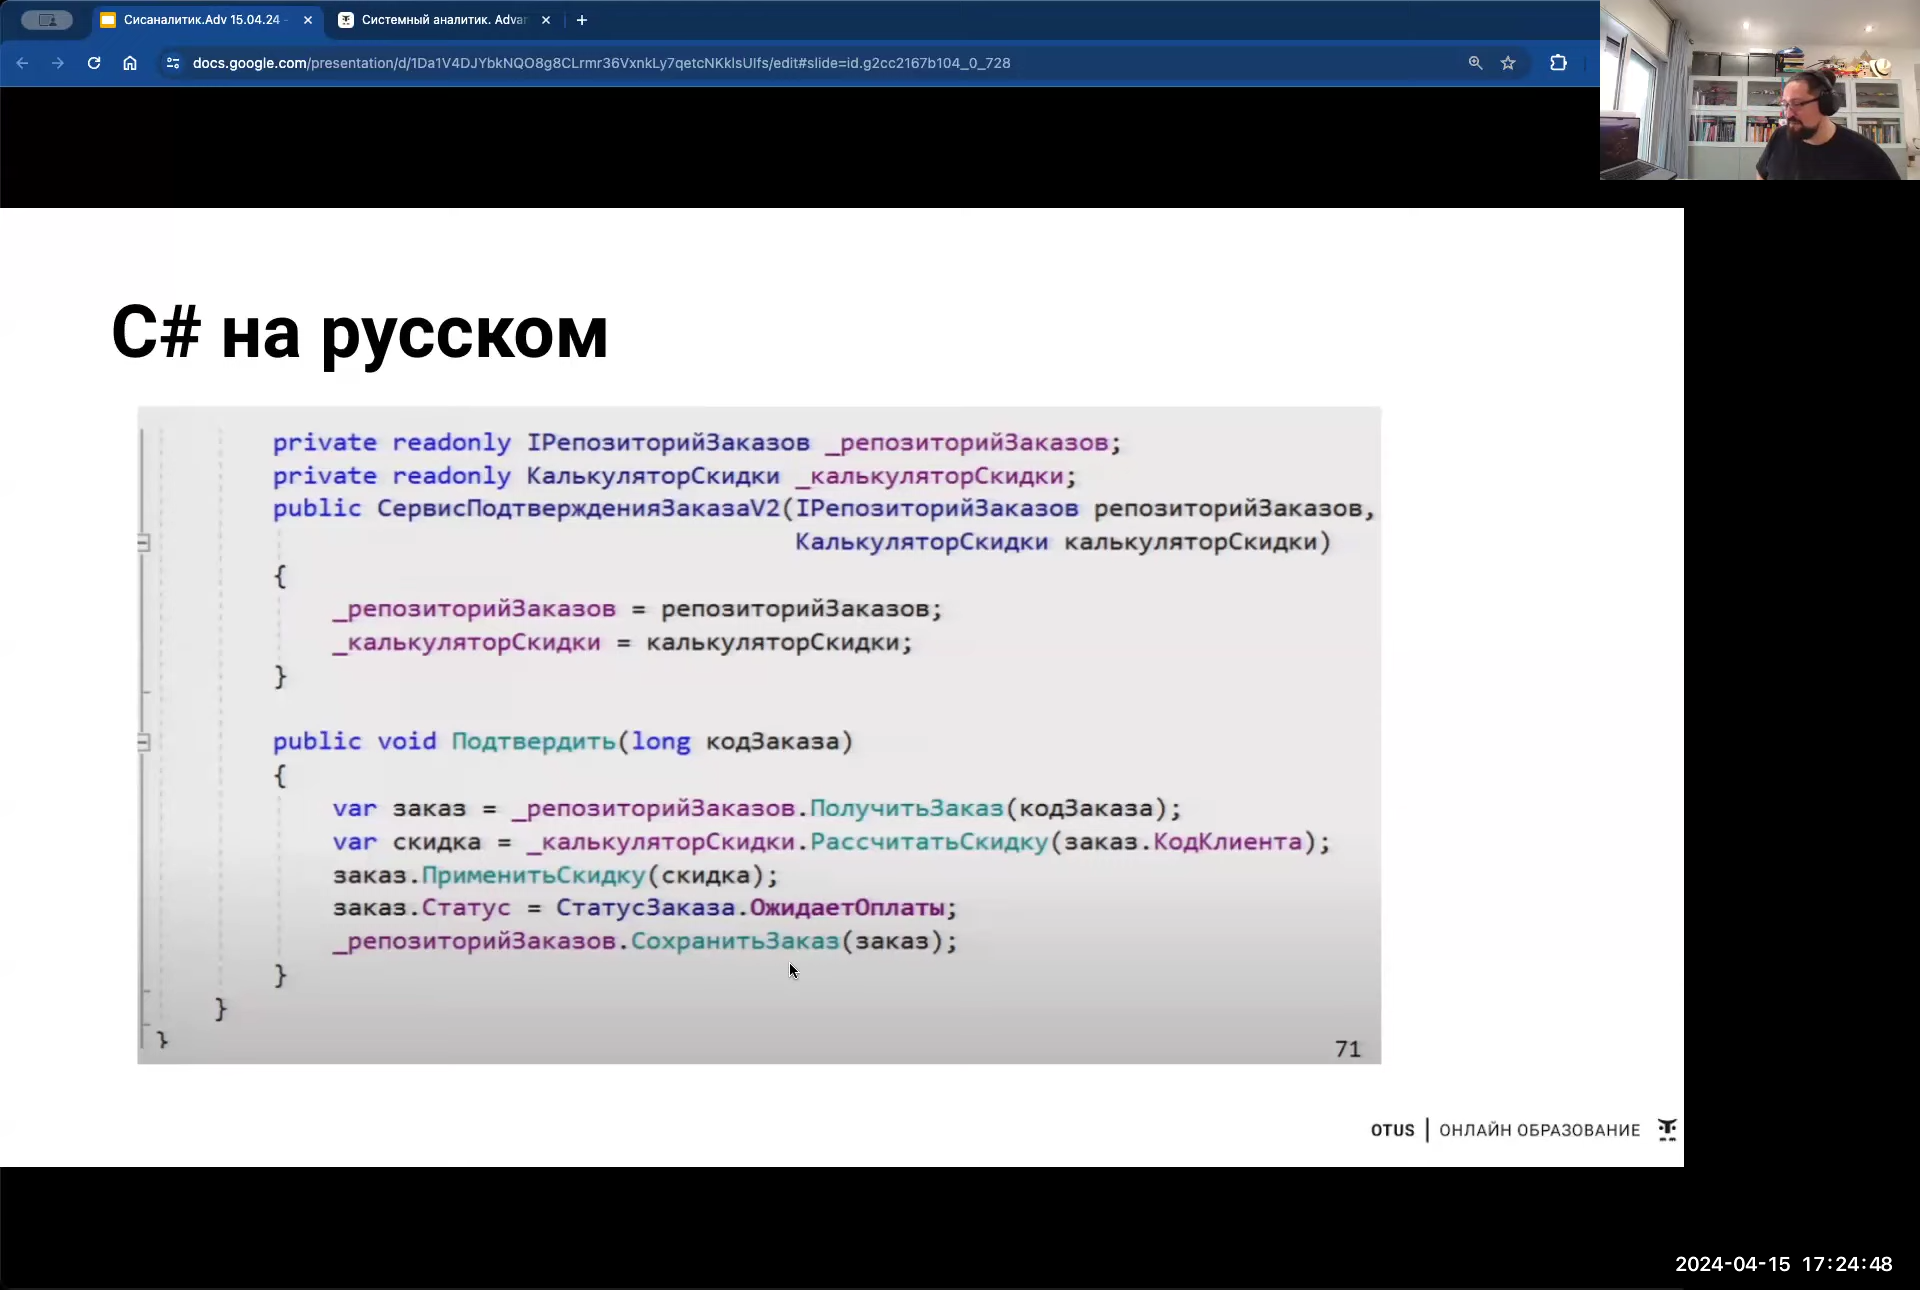 Сисаналитик.Adv 15.04.24 -
Системный аналитик. Advan
docs.google.com/presentation/d/1Da1V4DJYbkNQO8g8CLrmr36VxnkLy7qetcNKklsUlfs/edit#slide=id.g2cc2167b104_0_728
C# на русском
private readonly IРепозиторийЗаказов _репозиторийЗаказов;
private readonly КалькуляторСкидки _калькуляторСкидки;
public СервисПодтвержденияЗаказаV2(IРепозиторийЗаказов репозиторийЗаказов,
КалькуляторСкидки калькуляторСкидки)
{
_репозиторийЗаказов = репозиторийЗаказов;
_калькуляторСкидки = калькуляторСкидки;
}
public void Подтвердить(long кодЗаказа)
{
var заказ = _репозиторийЗаказов.ПолучитьЗаказ(кодЗаказа);
var скидка = _калькуляторСкидки.РассчитатьСкидку(заказ.КодКлиента);
заказ.ПрименитьСкидку(скидка);
заказ.Статус = СтатусЗаказа.ОжидаетОплаты;
_репозиторийЗаказов.СохранитьЗаказ(заказ);
}
}
}
71
OTUS | ОНЛАЙН ОБРАЗОВАНИЕ
2024-04-15 17:24:48